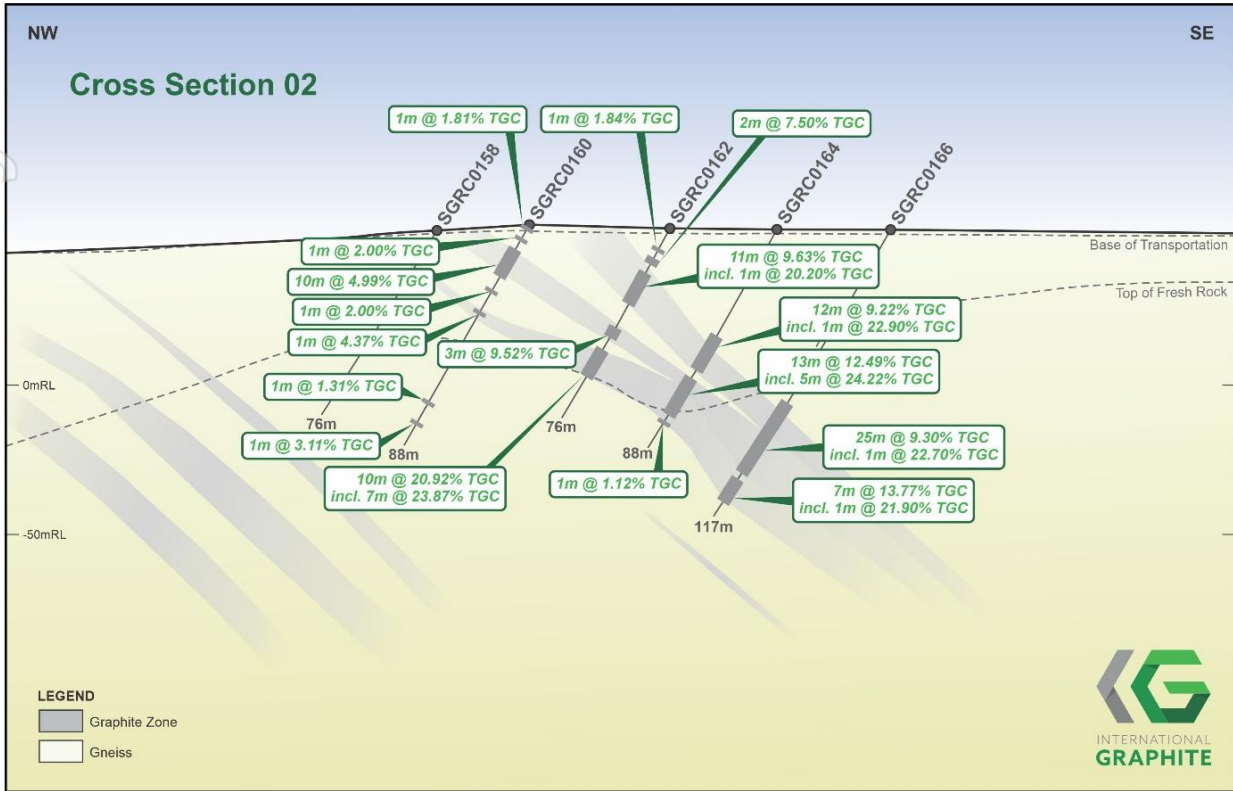 NW
SE
Cross Section 02
1m @ 1.81% TGC
1m @ 1.84% TGC
2m @ 7.50% TGC
SGRC0158
SGRC0160
SGRC0162
SGRC0164
SGRC0166
1m @ 2.00% TGC
10m @ 4.99% TGC
1m @ 2.00% TGC
1m @ 4.37% TGC
3m @ 9.52% TGC
1m @ 1.31% TGC
1m @ 3.11% TGC
10m @ 20.92% TGC
incl. 7m @ 23.87% TGC
1m @ 1.12% TGC
11m @ 9.63% TGC
incl. 1m @ 20.20% TGC
12m @ 9.22% TGC
incl. 1m @ 22.90% TGC
13m @ 12.49% TGC
incl. 5m @ 24.22% TGC
25m @ 9.30% TGC
incl. 1m @ 22.70% TGC
7m @ 13.77% TGC
incl. 1m @ 21.90% TGC
Base of Transportation
Top of Fresh Rock
0mRL
-50mRL
76m
88m
76m
88m
117m
LEGEND
Graphite Zone
Gneiss
INTERNATIONAL
GRAPHITE